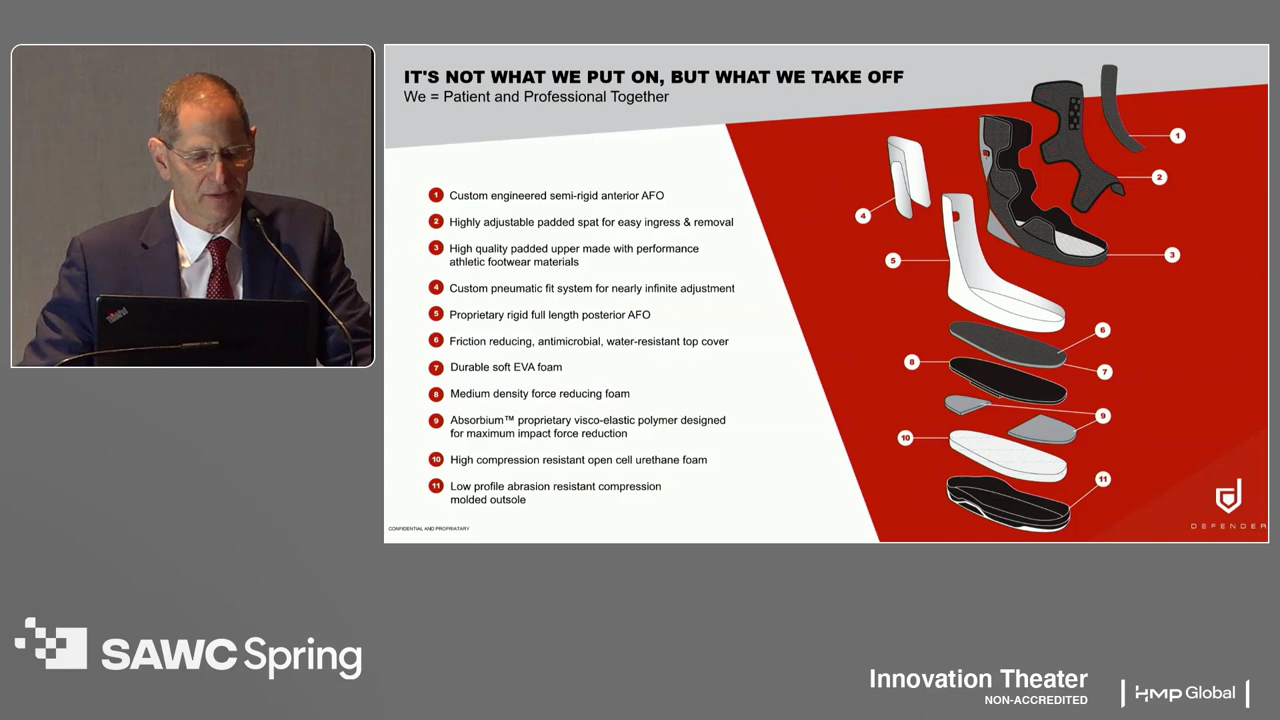 IT'S NOT WHAT WE PUT ON, BUT WHAT WE TAKE OFF
We = Patient and Professional Together
1 Custom engineered semi-rigid anterior AFO
2 Highly adjustable padded spat for easy ingress & removal
3 High quality padded upper made with performance
athletic footwear materials
4 Custom pneumatic fit system for nearly infinite adjustment
5 Proprietary rigid full length posterior AFO
6 Friction reducing, antimicrobial, water-resistant top cover
7 Durable soft EVA foam
8 Medium density force reducing foam
9 Absorbium™ proprietary visco-elastic polymer designed
for maximum impact force reduction
10 High compression resistant open cell urethane foam
11 Low profile abrasion resistant compression
molded outsole
CONFIDENTIAL AND PROPRIATARY
1
2
4
3
5
6
8
7
9
10
11
DEFENDER
ThinkPad
SAWC Spring
Innovation Theater
NON-ACCREDITED
HMP Global